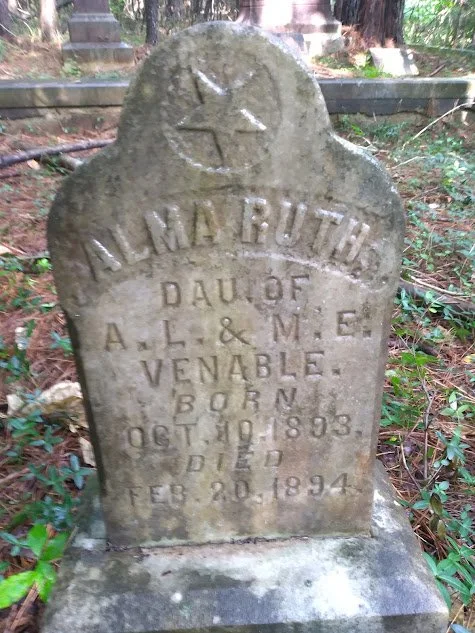 ALMA RUTH.
DAU. OF
A. L. & M. E.
VENABLE.
BORN
OCT. 10. 1893.
DIED
FEB. 20. 1894.